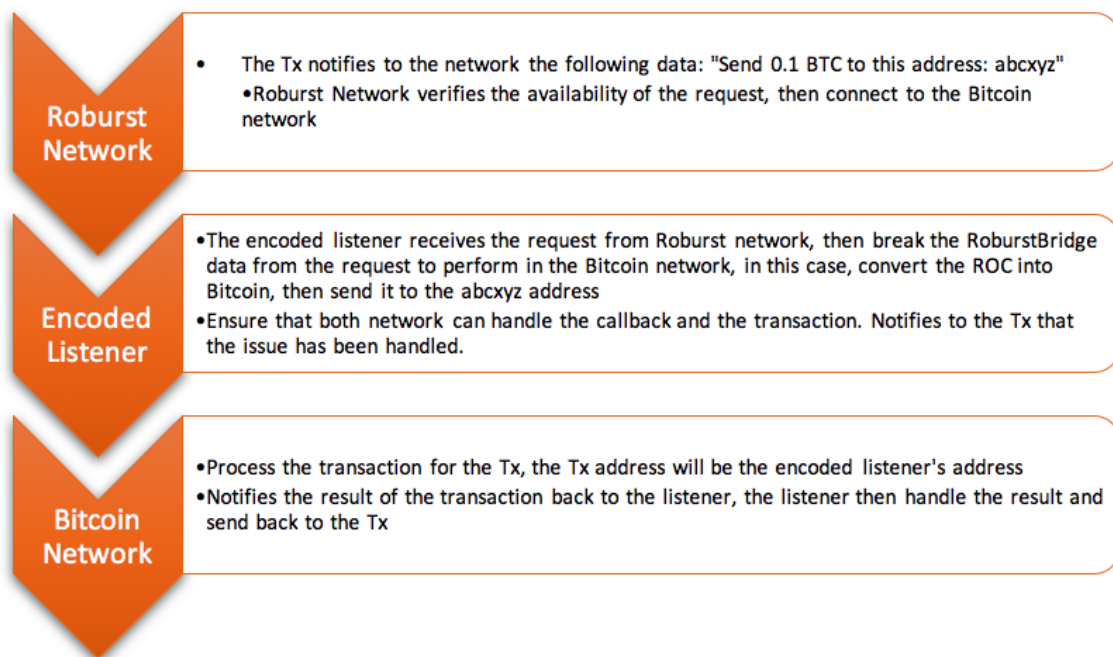 Roburst
Network
• The Tx notifies to the network the following data: "Send 0.1 BTC to this address: abcxyz"
•Roburst Network verifies the availability of the request, then connect to the Bitcoin
network
Encoded
Listener
•The encoded listener receives the request from Roburst network, then break the RoburstBridge
data from the request to perform in the Bitcoin network, in this case, convert the ROC into
Bitcoin, then send it to the abcxyz address
•Ensure that both network can handle the callback and the transaction. Notifies to the Tx that
the issue has been handled.
Bitcoin
Network
•Process the transaction for the Tx, the Tx address will be the encoded listener's address
•Notifies the result of the transaction back to the listener, the listener then handle the result and
send back to the Tx